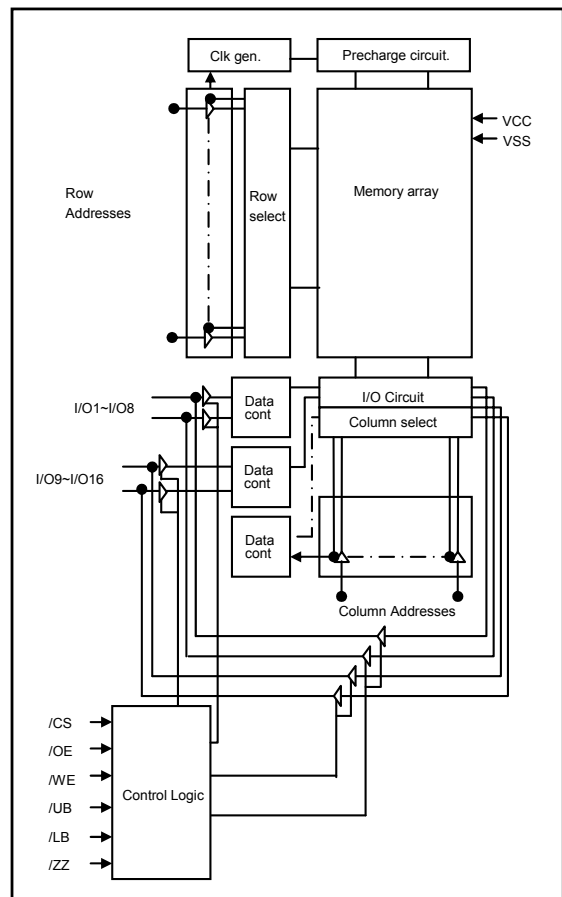 Clk gen.
Precharge circuit.
VCC
VSS
Row
Addresses
Row
select
Memory array
I/O1~I/O8
Data
cont
I/O Circuit
Column select
I/O9~I/O16
Data
cont
Data
cont
Column Addresses
/CS
/OE
/WE
/UB
/LB
/ZZ
Control Logic